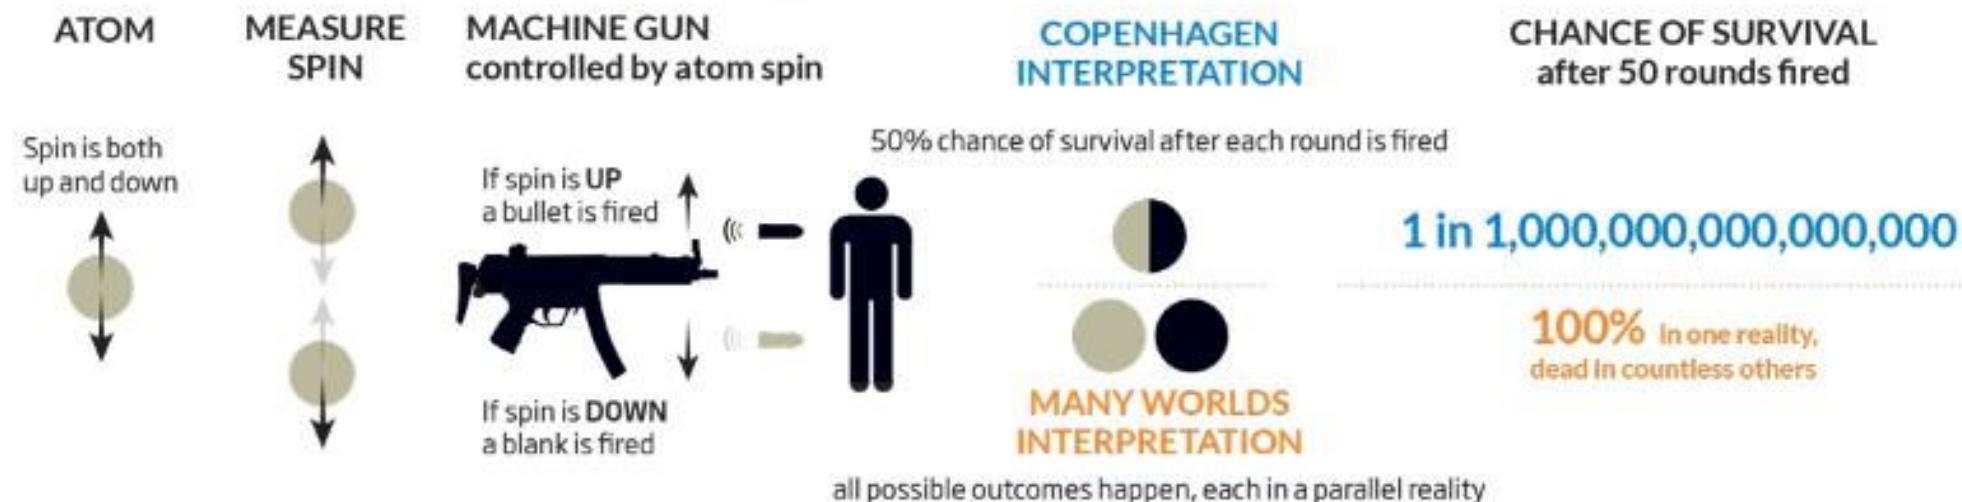 ATOM
Spin is both
up and down
MEASURE
SPIN
MACHINE GUN
controlled by atom spin
If spin is UP
a bullet is fired
If spin is DOWN
a blank is fired
COPENHAGEN
INTERPRETATION
50% chance of survival after each round is fired
MANY WORLDS
INTERPRETATION
all possible outcomes happen, each in a parallel reality
CHANCE OF SURVIVAL
after 50 rounds fired
1 in 1,000,000,000,000,000
100% in one reality,
dead in countless others